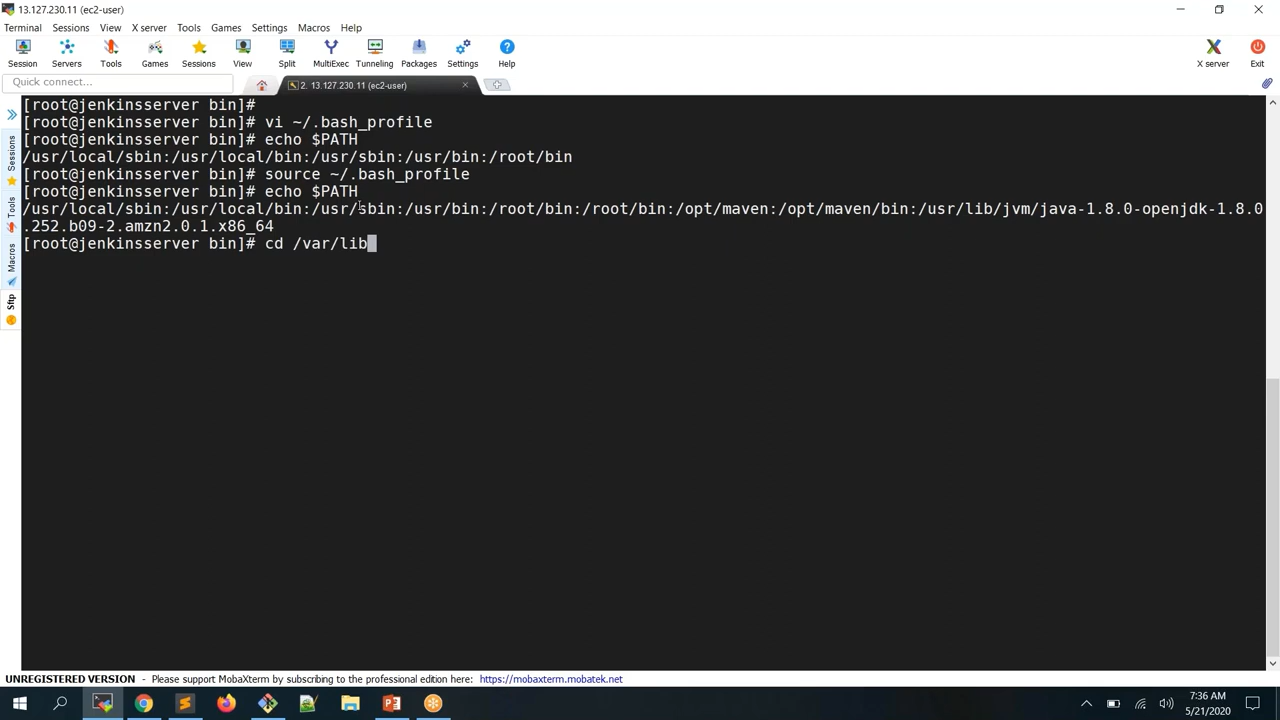 13.127.230.11 (ec2-user)
Terminal Sessions View X server Tools Games Settings Macros Help
Session Servers Tools Games Sessions View Split MultiExec Tunneling Packages Settings Help X server Exit
Quick connect...
2. 13.127.230.11 (ec2-user)
[root@jenkinsserver bin]#
[root@jenkinsserver bin]# vi ~/.bash_profile
[root@jenkinsserver bin]# echo $PATH
/usr/local/sbin:/usr/local/bin:/usr/sbin:/usr/bin:/root/bin
[root@jenkinsserver bin]# source ~/.bash_profile
[root@jenkinsserver bin]# echo $PATH
/usr/local/sbin:/usr/local/bin:/usr/sbin:/usr/bin:/root/bin:/root/bin:/opt/maven:/opt/maven/bin:/usr/lib/jvm/java-1.8.0-openjdk-1.8.0
.252.b09-2.amzn2.0.1.x86_64
[root@jenkinsserver bin]# cd /var/lib
Sessions
Tools
Macros
Sftp
UNREGISTERED VERSION - Please support MobaXterm by subscribing to the professional edition here: https://mobaxterm.mobatek.net
7:36 AM
5/21/2020